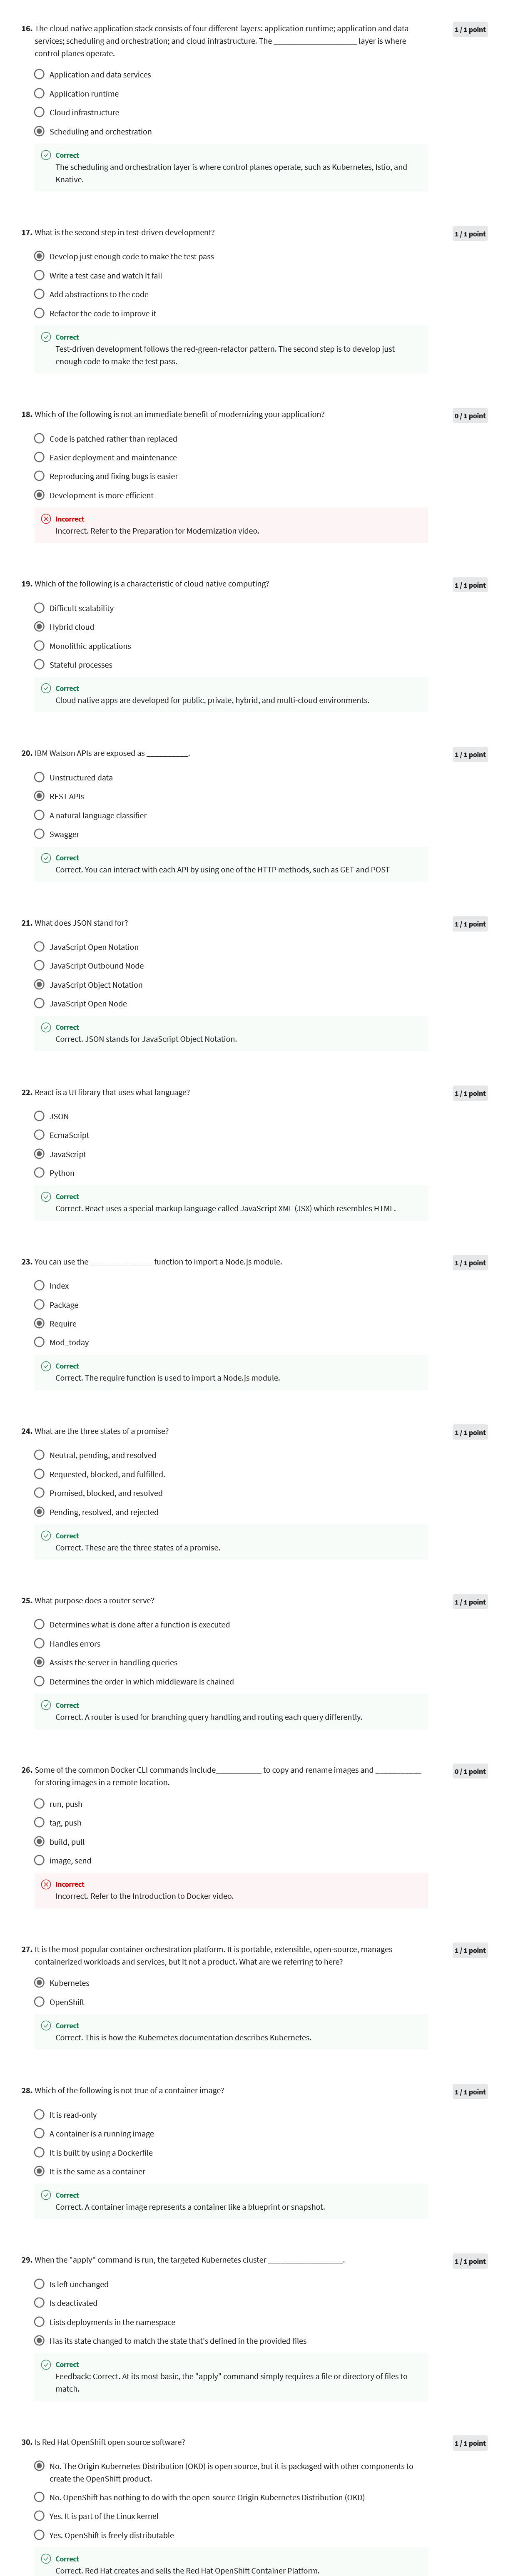 16. The cloud native application stack consists of four different layers: application runtime; application and data
services; scheduling and orchestration; and cloud infrastructure. The ____________________ layer is where
control planes operate.
1 / 1 point
Application and data services
Application runtime
Cloud infrastructure
Scheduling and orchestration
Correct
The scheduling and orchestration layer is where control planes operate, such as Kubernetes, Istio, and
Knative.
17. What is the second step in test-driven development?
1 / 1 point
Develop just enough code to make the test pass
Write a test case and watch it fail
Add abstractions to the code
Refactor the code to improve it
Correct
Test-driven development follows the red-green-refactor pattern. The second step is to develop just
enough code to make the test pass.
18. Which of the following is not an immediate benefit of modernizing your application?
0 / 1 point
Code is patched rather than replaced
Easier deployment and maintenance
Reproducing and fixing bugs is easier
Development is more efficient
Incorrect
Incorrect. Refer to the Preparation for Modernization video.
19. Which of the following is a characteristic of cloud native computing?
1 / 1 point
Difficult scalability
Hybrid cloud
Monolithic applications
Stateful processes
Correct
Cloud native apps are developed for public, private, hybrid, and multi-cloud environments.
20. IBM Watson APIs are exposed as __________.
1 / 1 point
Unstructured data
REST APIs
A natural language classifier
Swagger
Correct
Correct. You can interact with each API by using one of the HTTP methods, such as GET and POST
21. What does JSON stand for?
1 / 1 point
JavaScript Open Notation
JavaScript Outbound Node
JavaScript Object Notation
JavaScript Open Node
Correct
Correct. JSON stands for JavaScript Object Notation.
22. React is a UI library that uses what language?
1 / 1 point
JSON
EcmaScript
JavaScript
Python
Correct
Correct. React uses a special markup language called JavaScript XML (JSX) which resembles HTML.
23. You can use the _______________ function to import a Node.js module.
1 / 1 point
Index
Package
Require
Mod_today
Correct
Correct. The require function is used to import a Node.js module.
24. What are the three states of a promise?
1 / 1 point
Neutral, pending, and resolved
Requested, blocked, and fulfilled.
Promised, blocked, and resolved
Pending, resolved, and rejected
Correct
Correct. These are the three states of a promise.
25. What purpose does a router serve?
1 / 1 point
Determines what is done after a function is executed
Handles errors
Assists the server in handling queries
Determines the order in which middleware is chained
Correct
Correct. A router is used for branching query handling and routing each query differently.
26. Some of the common Docker CLI commands include___________ to copy and rename images and ___________
for storing images in a remote location.
0 / 1 point
run, push
tag, push
build, pull
image, send
Incorrect
Incorrect. Refer to the Introduction to Docker video.
27. It is the most popular container orchestration platform. It is portable, extensible, open-source, manages
containerized workloads and services, but it not a product. What are we referring to here?
1 / 1 point
Kubernetes
OpenShift
Correct
Correct. This is how the Kubernetes documentation describes Kubernetes.
28. Which of the following is not true of a container image?
1 / 1 point
It is read-only
A container is a running image
It is built by using a Dockerfile
It is the same as a container
Correct
Correct. A container image represents a container like a blueprint or snapshot.
29. When the "apply" command is run, the targeted Kubernetes cluster __________________.
1 / 1 point
Is left unchanged
Is deactivated
Lists deployments in the namespace
Has its state changed to match the state that's defined in the provided files
Correct
Feedback: Correct. At its most basic, the "apply" command simply requires a file or directory of files to
match.
30. Is Red Hat OpenShift open source software?
1 / 1 point
No. The Origin Kubernetes Distribution (OKD) is open source, but it is packaged with other components to
create the OpenShift product.
No. OpenShift has nothing to do with the open-source Origin Kubernetes Distribution (OKD)
Yes. It is part of the Linux kernel
Yes. OpenShift is freely distributable
Correct
Correct. Red Hat creates and sells the Red Hat OpenShift Container Platform.